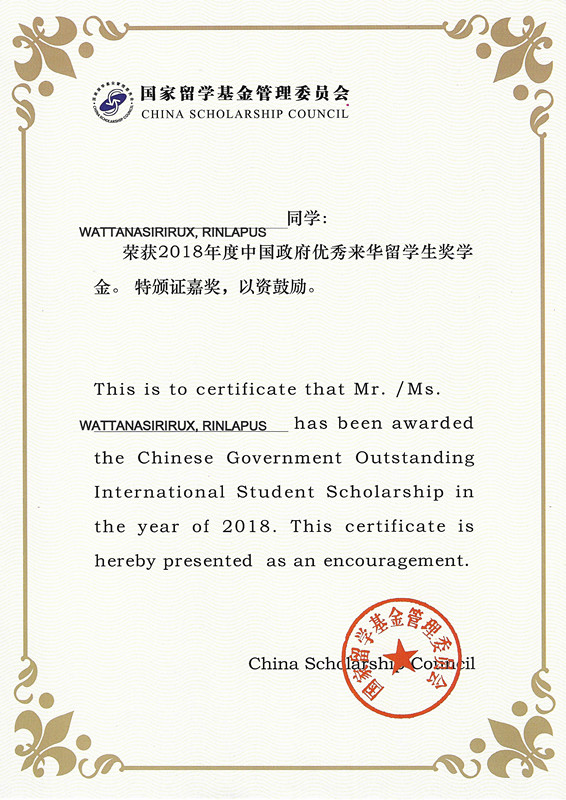 国家留学基金管理委员会
CHINA SCHOLARSHIP COUNCIL
同学：
WATTANASIRIRUX, RINLAPUS
荣获2018年度中国政府优秀来华留学生奖学
金。 特颁证嘉奖，以资鼓励。
This is to certificate that Mr. /Ms.
WATTANASIRIRUX, RINLAPUS has been awarded
the Chinese Government Outstanding
International Student Scholarship in
the year of 2018. This certificate is
hereby presented as an encouragement.
China Scholarship Council
国家留学基金管理委员会